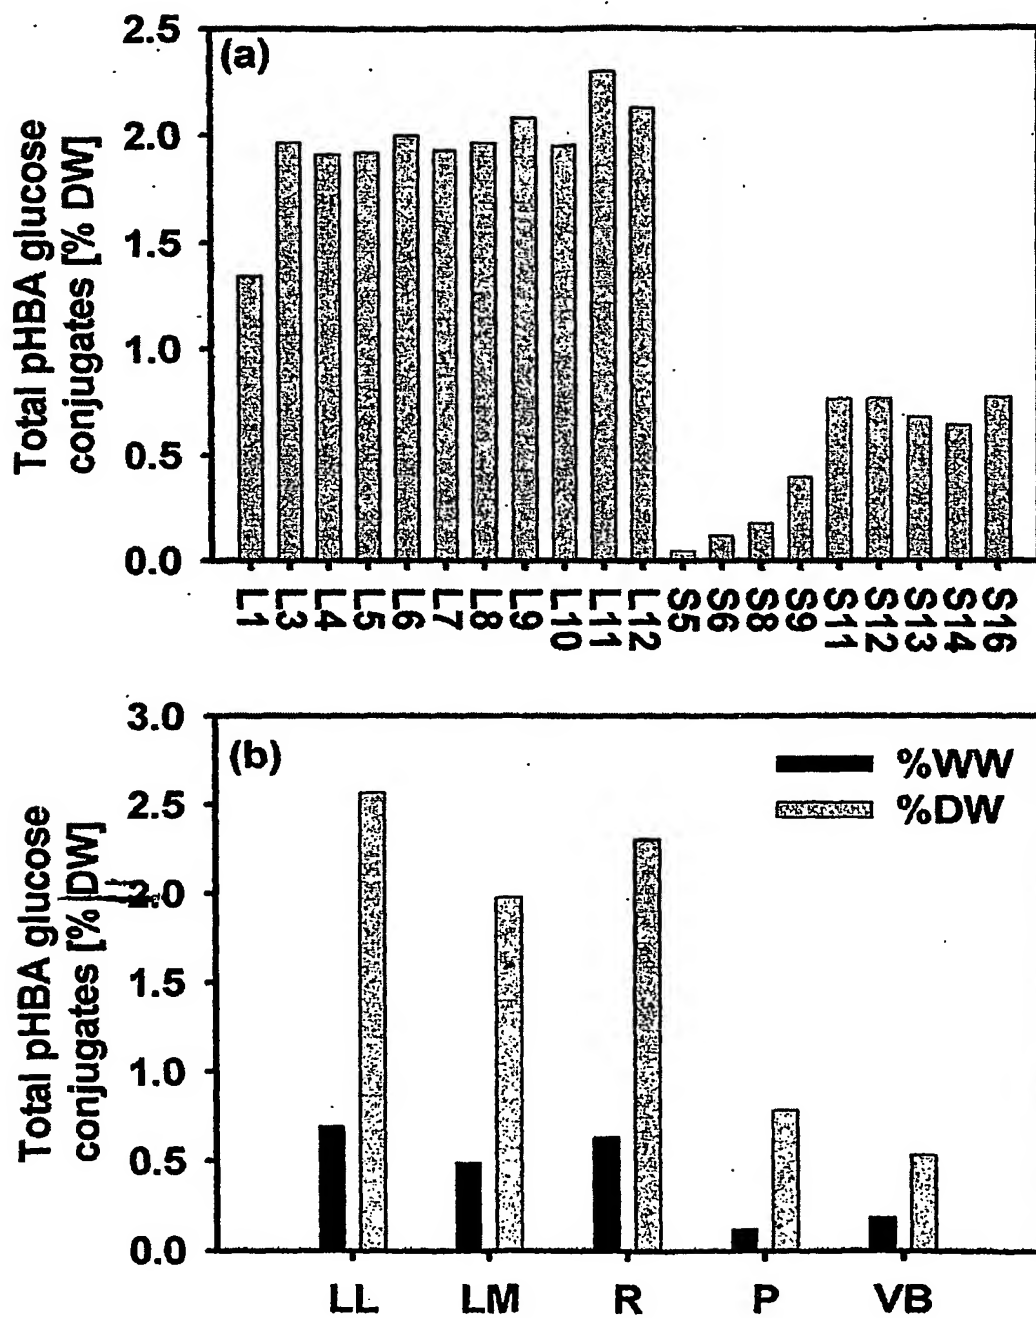 (a)
Total pHBA glucose
conjugates [% DW]
2.5
2.0
1.5
1.0
0.5
0.0
L1 L3 L4 L5 L6 L7 L8 L9 L10 L11 L12 S5 S6 S8 S9 S11 S12 S13 S14 S16
(b)
%WW
%DW
Total pHBA glucose
conjugates [% DW]
3.0
2.5
2.0
1.5
1.0
0.5
0.0
LL LM R P VB